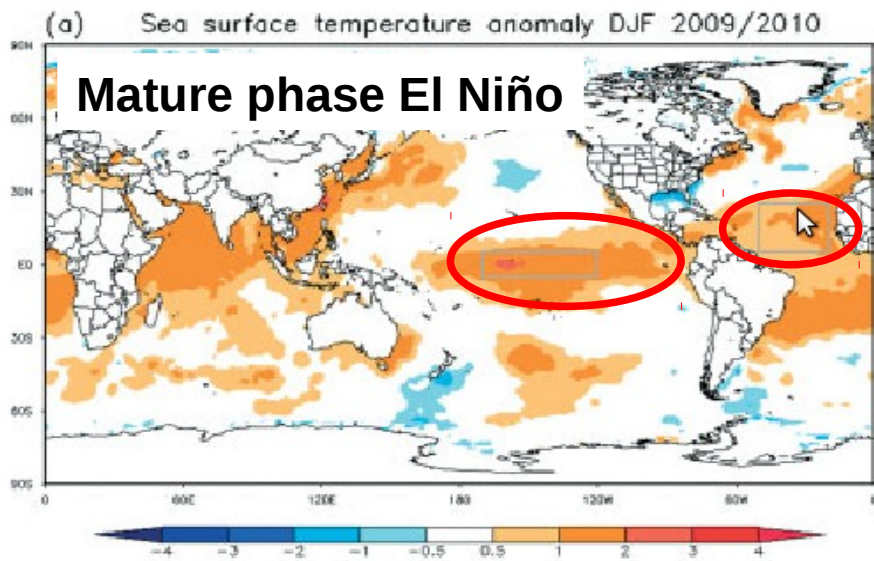 (a) Sea surface temperature anomaly DJF 2009/2010
Mature phase El Niño
90N
60N
30N
EQ
30S
60S
90S
0 60E 120E 180 120W 60W 0
-4 -3 -2 -1 -0.5 0.5 1 2 3 4